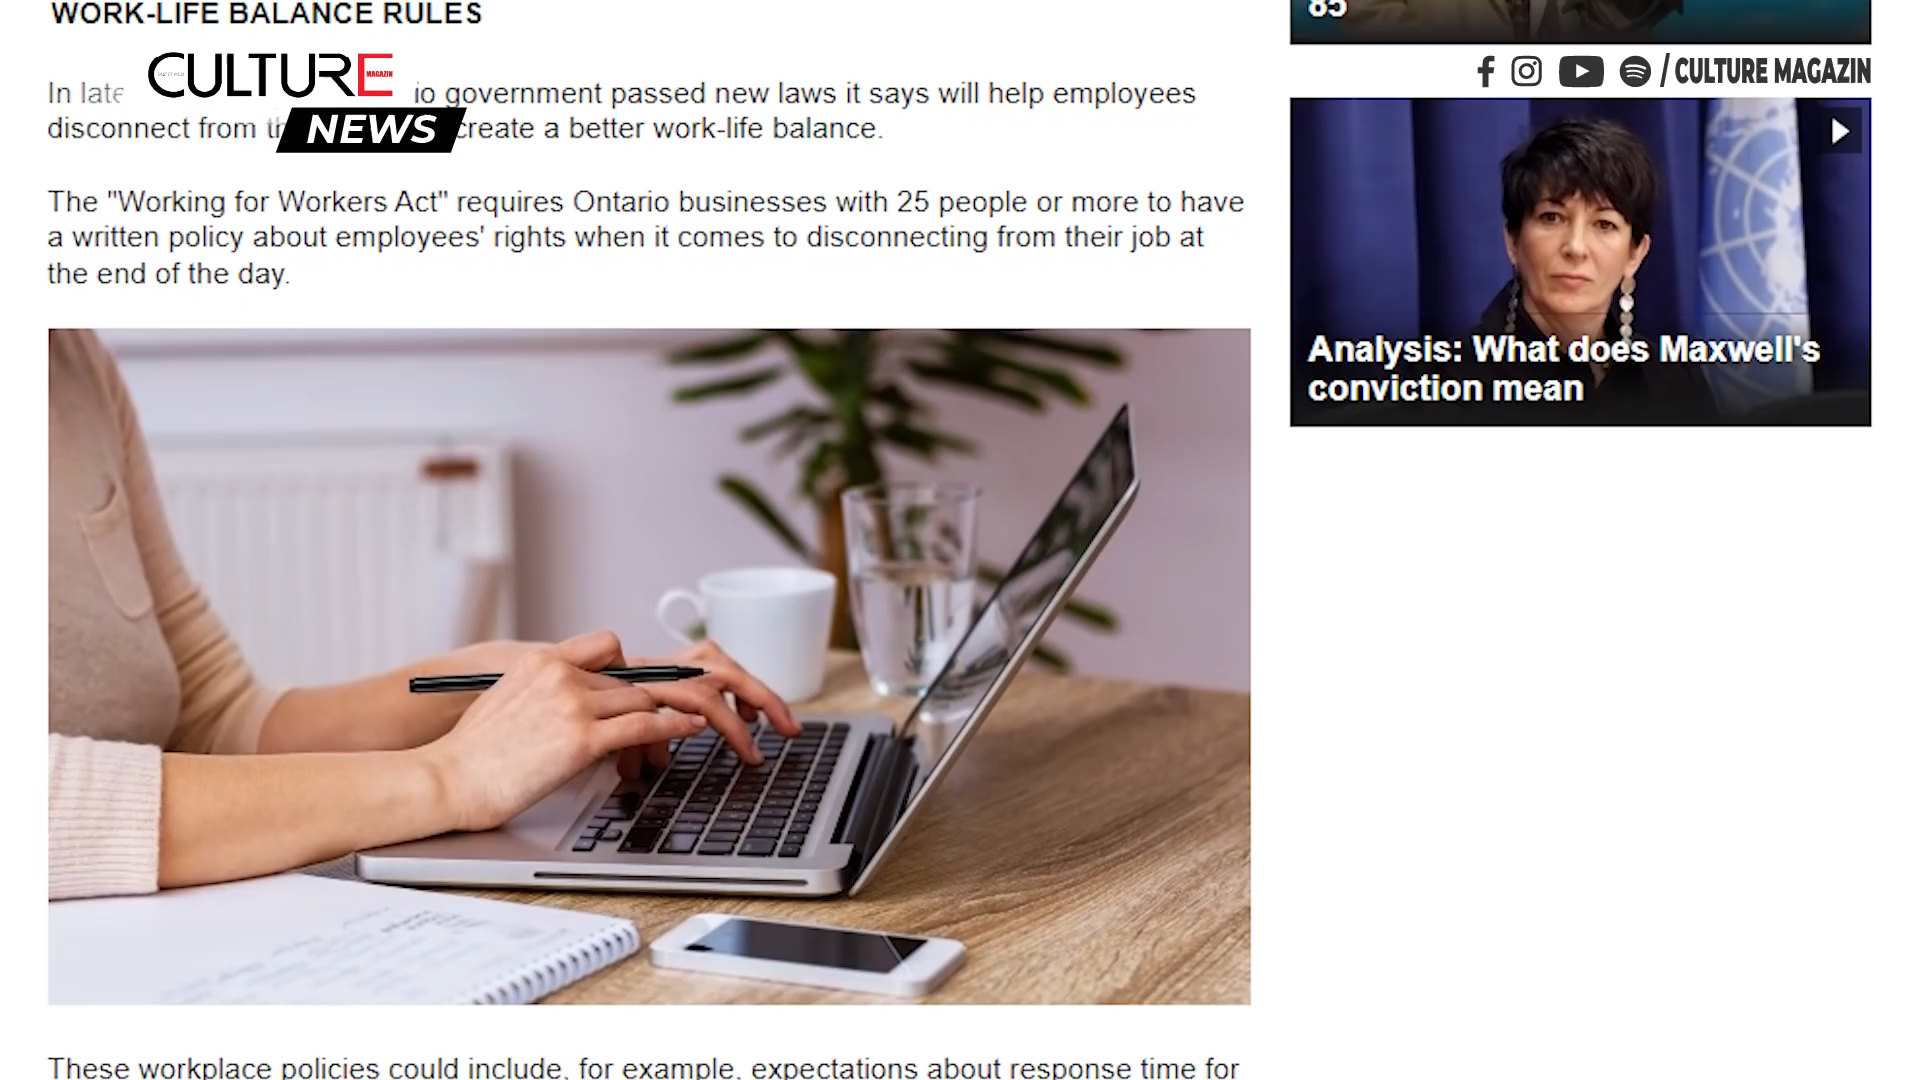 WORK-LIFE BALANCE RULES
CULTURE
MAGAZIN
NEWS
In late io government passed new laws it says will help employees
disconnect from th create a better work-life balance.
The "Working for Workers Act" requires Ontario businesses with 25 people or more to have
a written policy about employees' rights when it comes to disconnecting from their job at
the end of the day.
These workplace policies could include, for example, expectations about response time for
85
/ CULTURE MAGAZIN
Analysis: What does Maxwell's
conviction mean